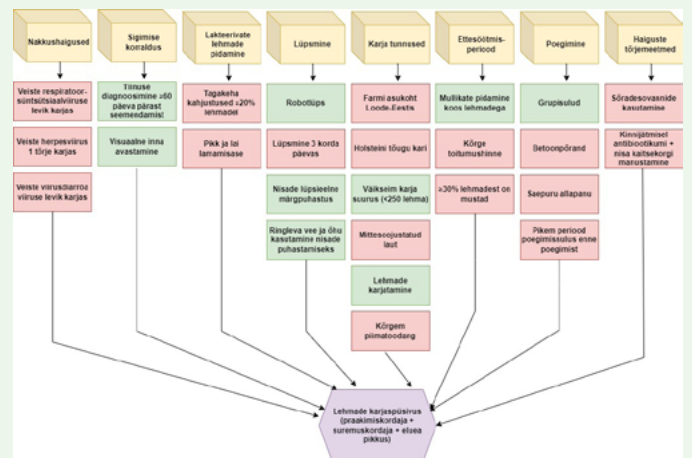 Nakkushaigused
Veiste respiratoor-
süntsütsiaalviiruse
levik karjas
Veiste herpesviirus
1 tõrje karjas
Veiste viirusdiarröa
viiruse levik karjas
Sigimise
korraldus
Tiinuse
diagnoosimine ≥60
päeva pärast
seemendamist
Visuaalne inna
avastamine
Lakteerivate
lehmade
pidamine
Tagakeha
kahjustused ≥20%
lehmadel
Pikk ja lai
lamamisase
Lüpsmine
Robotlüps
Lüpsmine 3 korda
päevas
Nisade lüpsieelne
märgpuhastus
Ringleva vee ja õhu
kasutamine nisade
puhastamiseks
Karja tunnused
Farmi asukoht
Loode-Eestis
Holsteini tõugu kari
Väikseim karja
suurus (<250 lehma)
Mittesoojustatud
laut
Lehmade
karjatamine
Kõrgem
piimatoodang
Ettesöötmis-
periood
Mullikate pidamine
koos lehmadega
Kõrge
toitumushinne
≥30% lehmadest on
mustad
Poegimine
Grupisulud
Betoonpõrand
Saepuru allapanu
Pikem periood
poegimissulus enne
poegimist
Haiguste
tõrjemeetmed
Sõradesovannide
kasutamine
Kinnijätmisel
antibiootikumi +
nisa kaitsekorgi
manustamine
Lehmade karjaspüsivus
(praakimiskordaja +
suremuskordaja + eluea
pikkus)